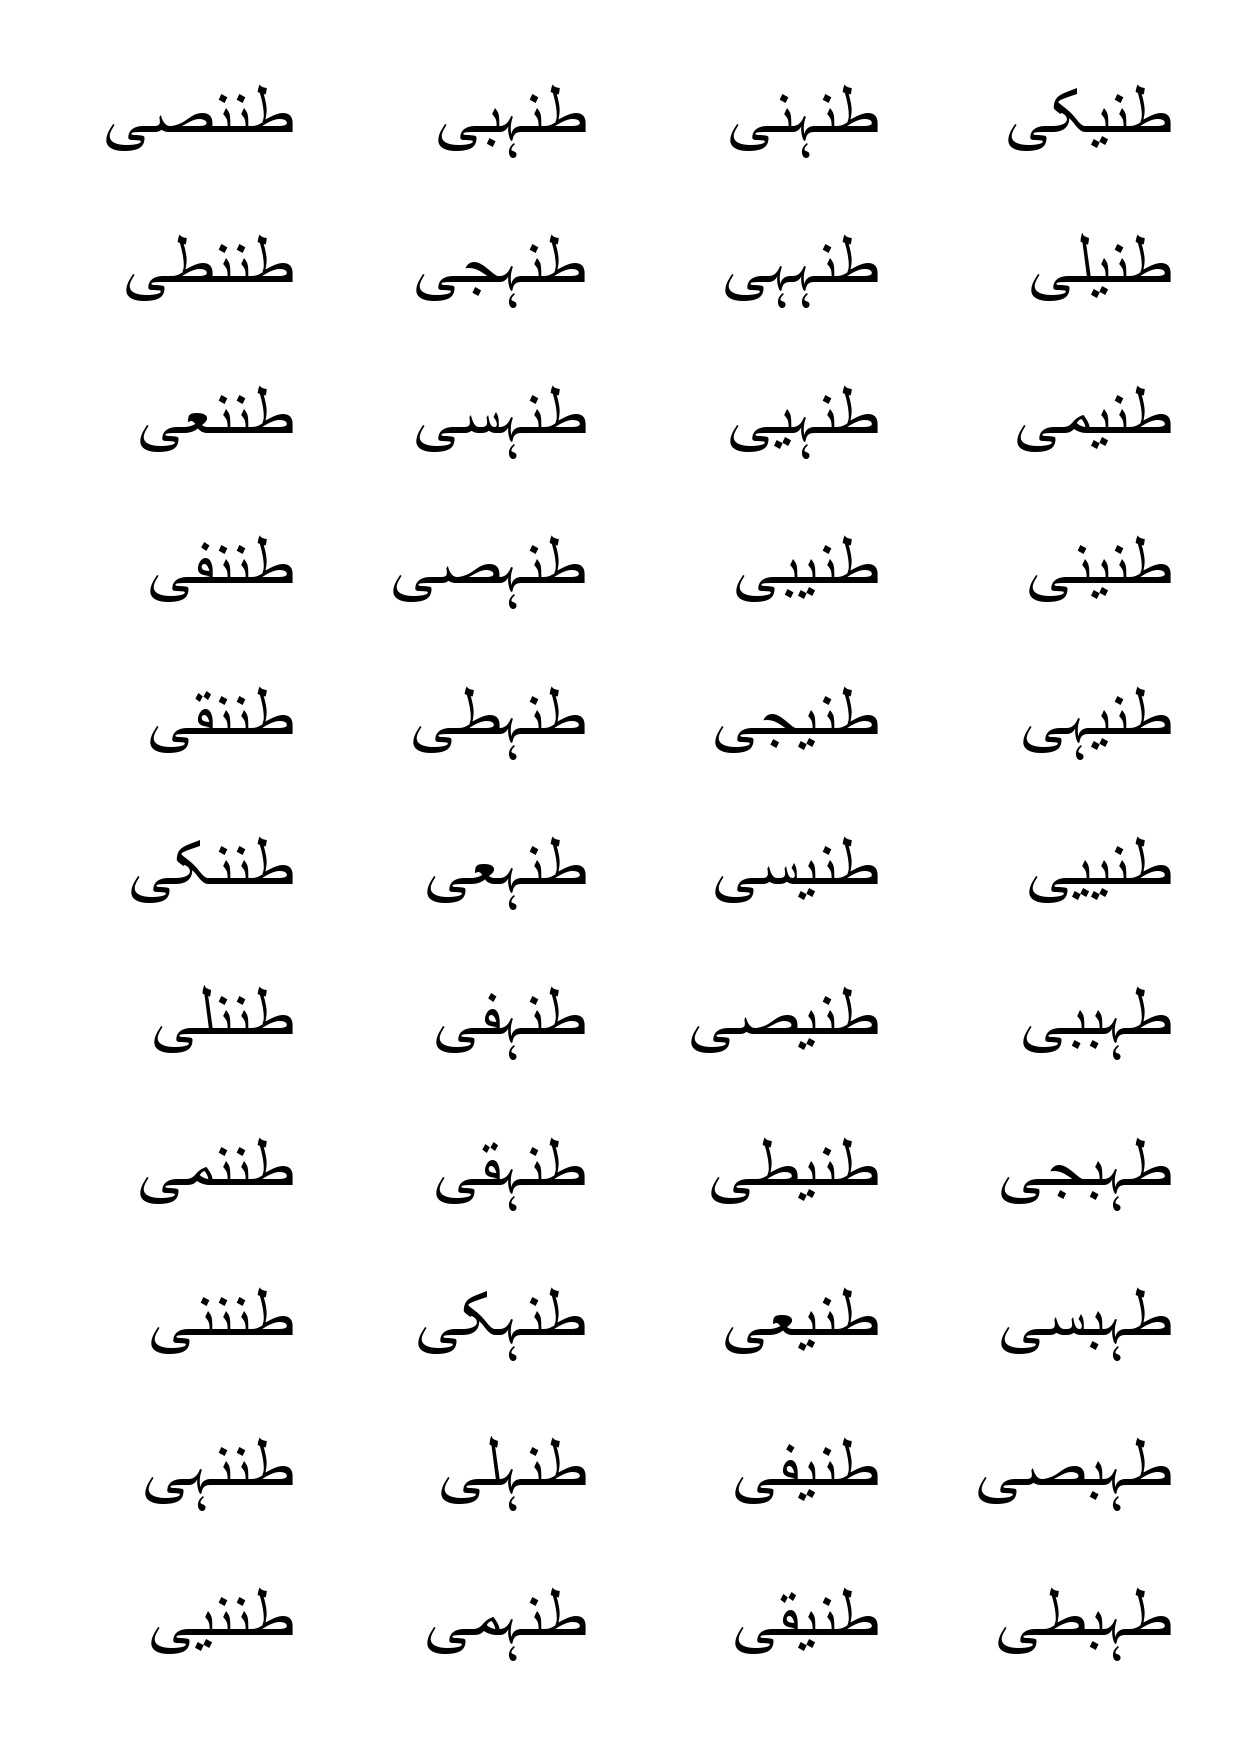 طنیکی طنہنی طنہبی طننصی
طنیلی طنہہی طنہجی طننطی
طنیمی طنہیی طنہسی طننعی
طنینی طنیبی طنہصی طننفی
طنیہی طنیجی طنہطی طننقی
طنییی طنیسی طنہعی طننکی
طہببی طنیصی طنہفی طننلی
طہبجی طنیطی طنہقی طننمی
طہبسی طنیعی طنہکی طنننی
طہبصی طنیفی طنہلی طننہی
طہبطی طنیقی طنہمی طننیی